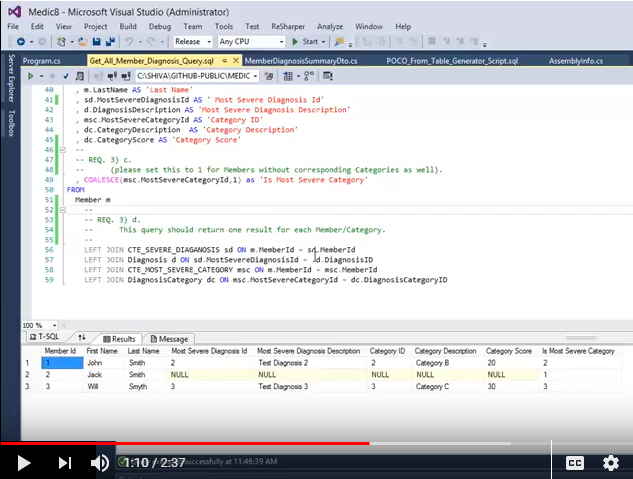 Medic8 - Microsoft Visual Studio (Administrator)
File Edit View Project Build Debug Team Tools Test ReSharper Analyze Window Help
Release Any CPU Start
Program.cs Get_All_Member_Diagnosis_Query.sql MemberDiagnosisSummaryDto.cs POCO_From_Table_Generator_Script.sql AssemblyInfo.cs
C:\SHIVA\GITHUB-PUBLIC\MEDIC
Server Explorer
Toolbox
40 , m.LastName AS 'Last Name'
41 , sd.MostSevereDiagnosisId AS ' Most Severe Diagnosis Id'
42 , d.DiagnosisDescription AS 'Most Severe Diagnosis Description'
43 , msc.MostSevereCategoryId AS 'Category ID'
44 , dc.CategoryDescription AS 'Category Description'
45 , dc.CategoryScore AS 'Category Score'
46 --
47 -- REQ. 3) c.
48 -- (please set this to 1 for Members without corresponding Categories as well).
49 , COALESCE(msc.MostSevereCategoryId,1) as 'Is Most Severe Category'
50 FROM
51 Member m
52 --
53 -- REQ. 3) d.
54 -- This query should return one result for each Member/Category.
55 --
56 LEFT JOIN CTE_SEVERE_DIAGANOSIS sd ON m.MemberId = sd.MemberId
57 LEFT JOIN Diagnosis d ON sd.MostSevereDiagnosisId = d.DiagnosisID
58 LEFT JOIN CTE_MOST_SEVERE_CATEGORY msc ON m.MemberId = msc.MemberId
59 LEFT JOIN DiagnosisCategory dc ON msc.MostSevereCategoryId = dc.DiagnosisCategoryID
100 %
T-SQL Results Message
Member Id First Name Last Name Most Severe Diagnosis Id Most Severe Diagnosis Description Category ID Category Description Category Score Is Most Severe Category
1 1 John Smith 2 Test Diagnosis 2 2 Category B 20 2
2 2 Jack Smith NULL NULL NULL NULL NULL 1
3 3 Will Smyth 3 Test Diagnosis 3 3 Category C 30 3
1:10 / 2:37
successfully at 11:46:39 AM
CC